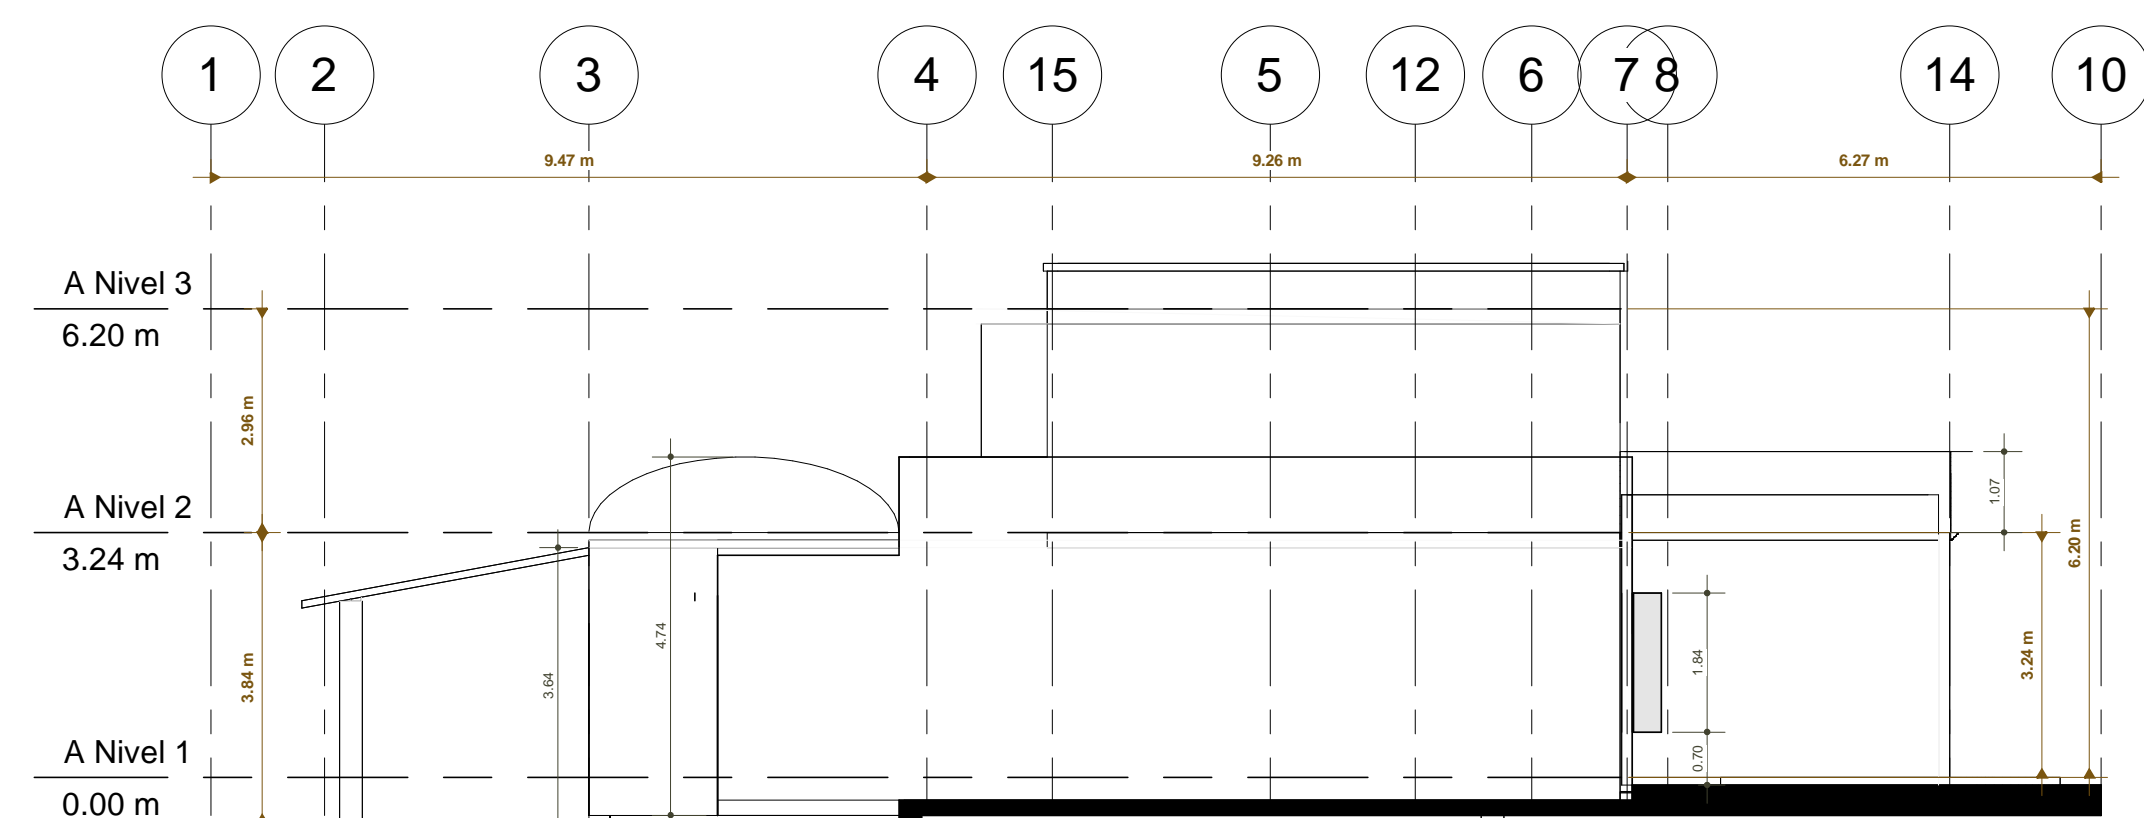 1 2 3 4 15 5 12 6 7 8 14 10
9.47 m 9.26 m 6.27 m
A Nivel 3
6.20 m
2.96 m
A Nivel 2
3.24 m
1.07
6.20 m
4.74
3.64
3.84 m
1.84
3.24 m
0.70
A Nivel 1
0.00 m